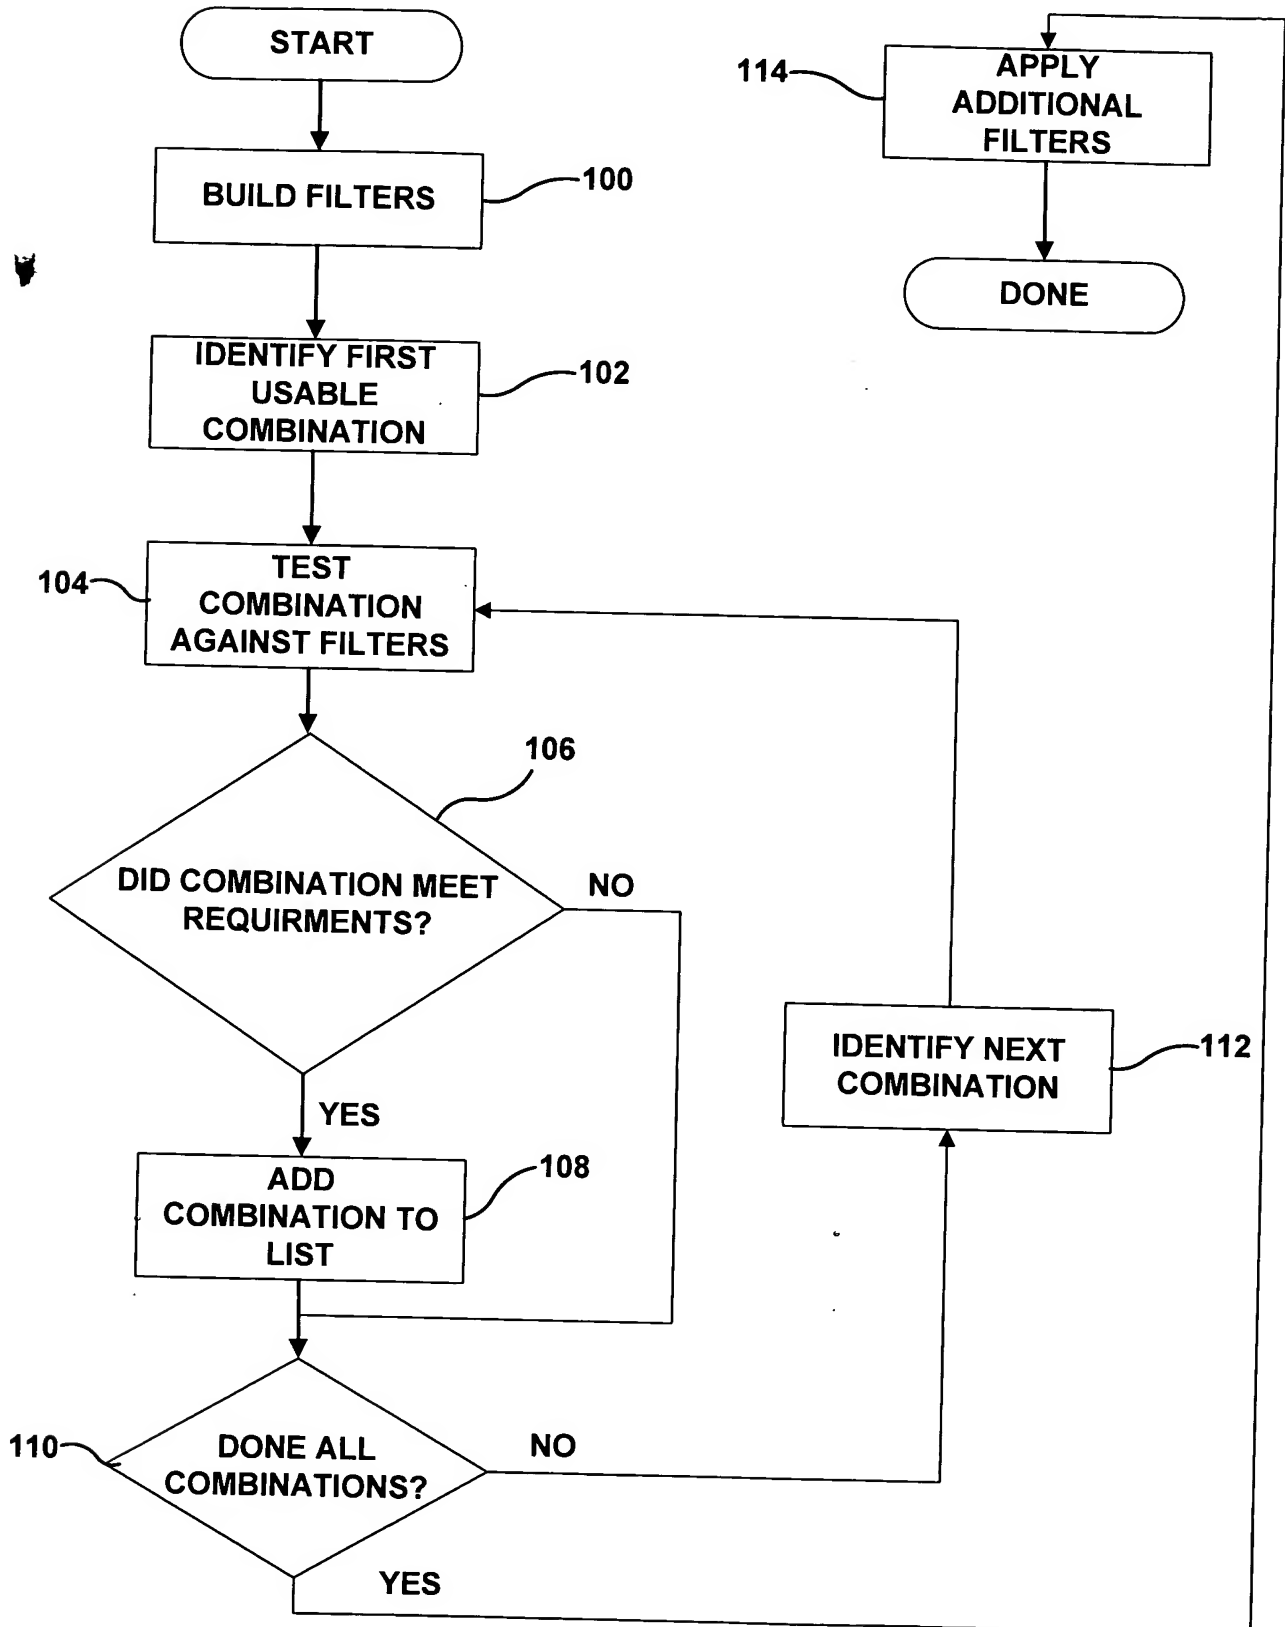 START
BUILD FILTERS
100
IDENTIFY FIRST
USABLE
COMBINATION
102
TEST
COMBINATION
AGAINST FILTERS
104
106
DID COMBINATION MEET
REQUIRMENTS?
NO
YES
ADD
COMBINATION TO
LIST
108
110
DONE ALL
COMBINATIONS?
NO
YES
IDENTIFY NEXT
COMBINATION
112
114
APPLY
ADDITIONAL
FILTERS
DONE